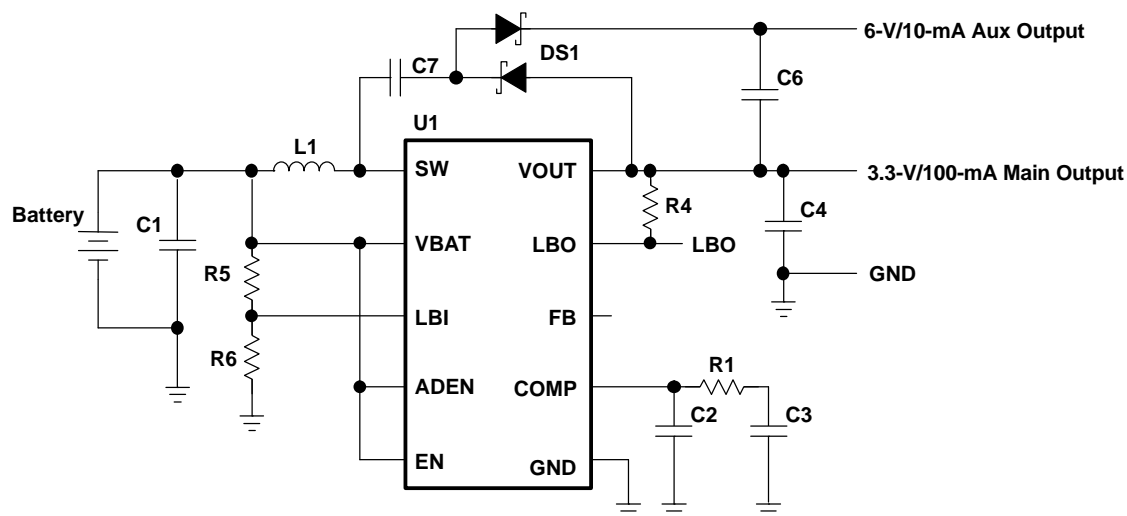 6-V/10-mA Aux Output
DS1
C7
C6
U1
L1
SW
VOUT
3.3-V/100-mA Main Output
R4
Battery
C1
C4
VBAT
LBO
LBO
R5
GND
LBI
FB
R6
R1
ADEN
COMP
C2
C3
EN
GND